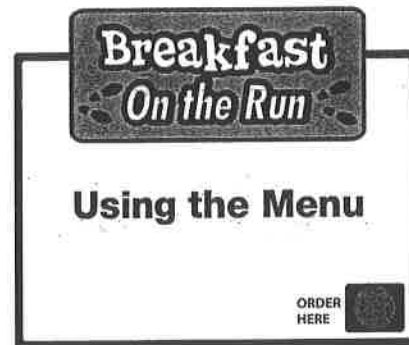 Breakfast
On the Run
Using the Menu
ORDER
HERE